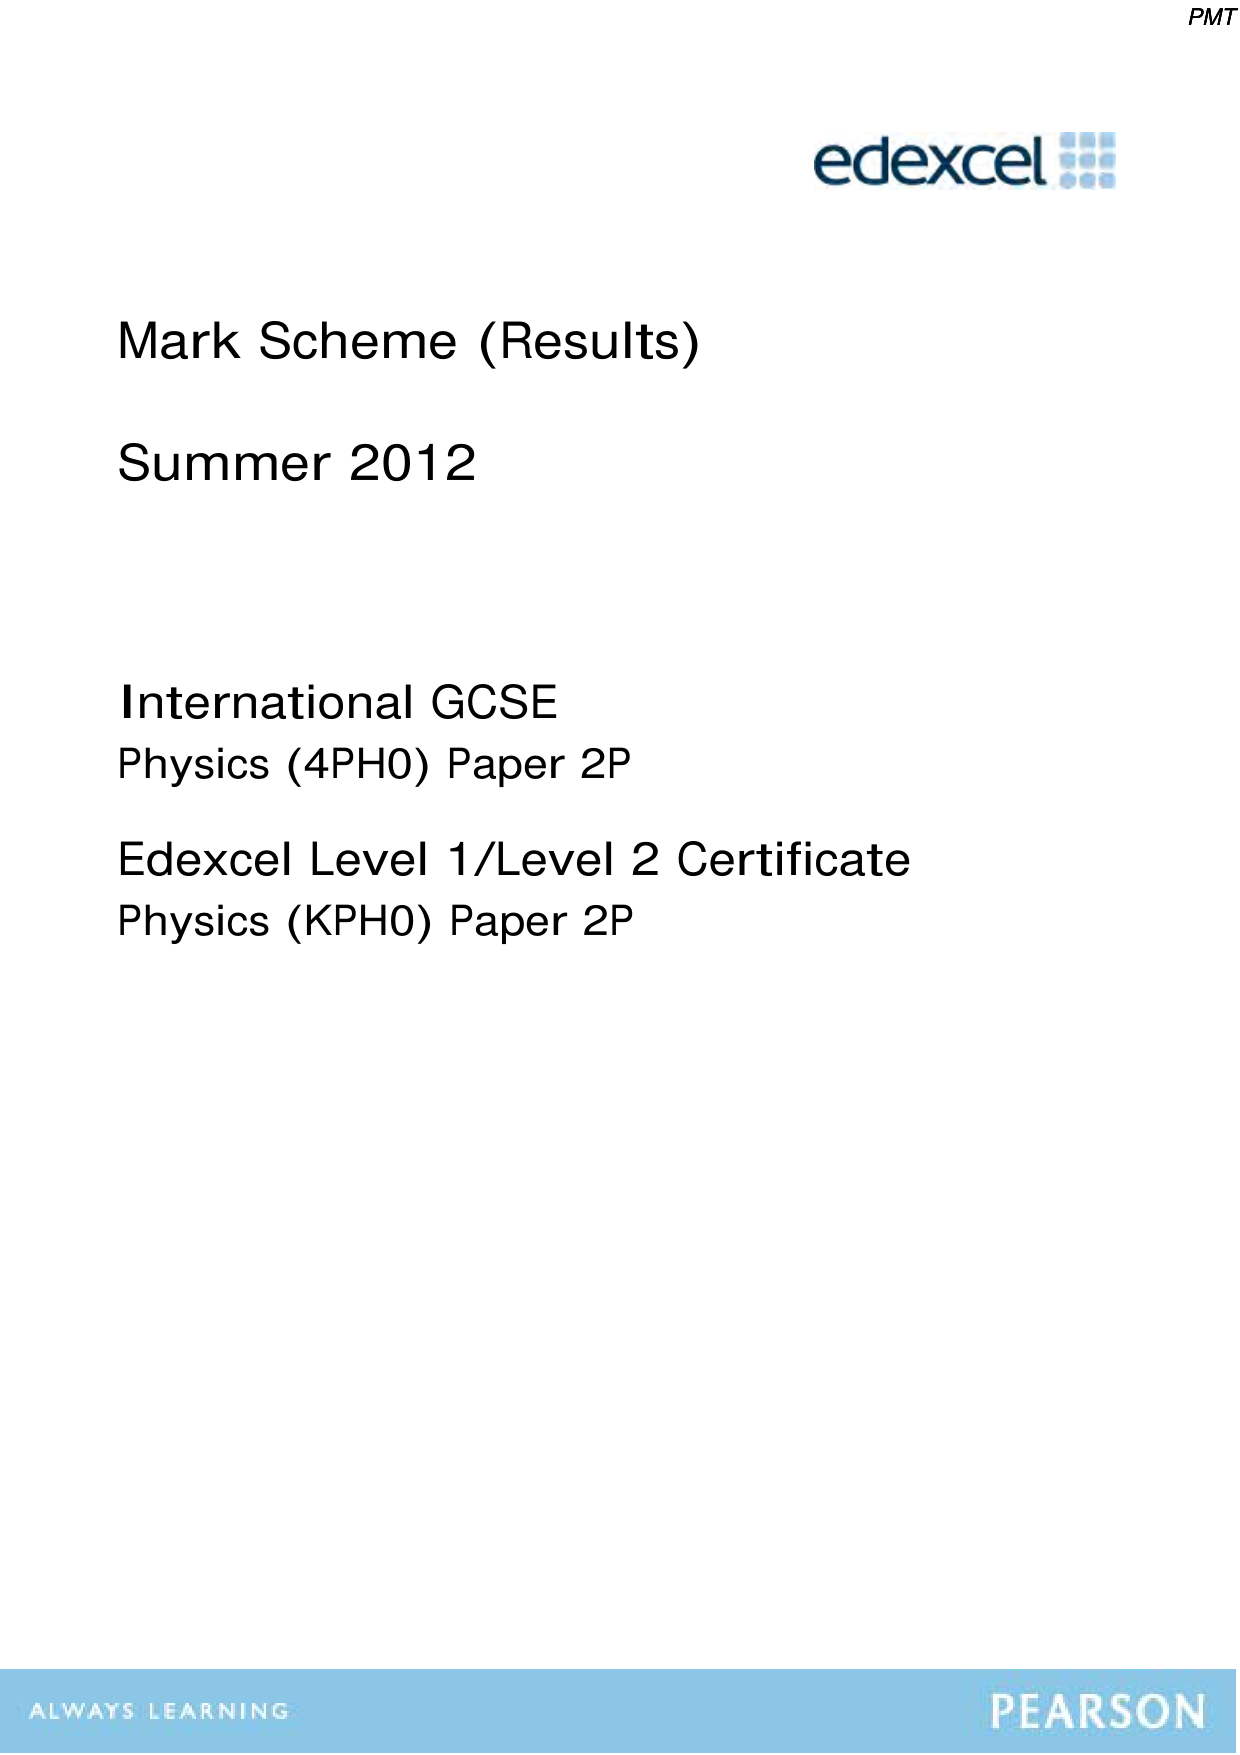 PMT
edexcel
Mark Scheme (Results)
Summer 2012
International GCSE
Physics (4PH0) Paper 2P
Edexcel Level 1/Level 2 Certificate
Physics (KPH0) Paper 2P
ALWAYS LEARNING
PEARSON